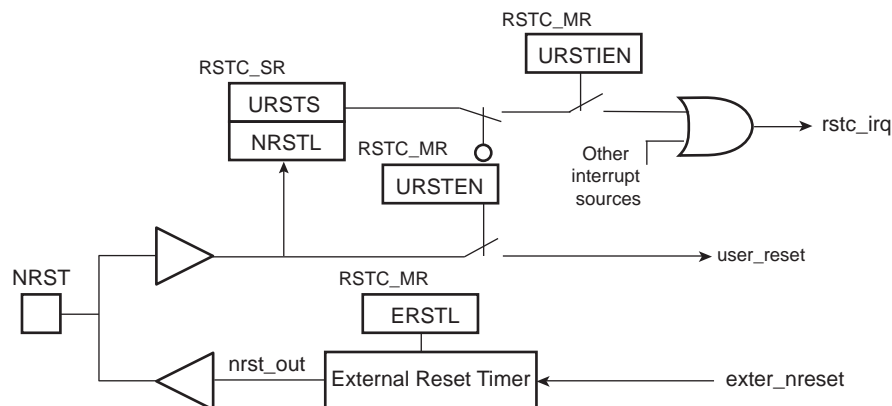 RSTC_MR
URSTIEN
RSTC_SR
URSTS
NRSTL
rstc_irq
RSTC_MR
URSTEN
Other
interrupt
sources
user_reset
NRST
RSTC_MR
ERSTL
nrst_out
External Reset Timer
exter_nreset